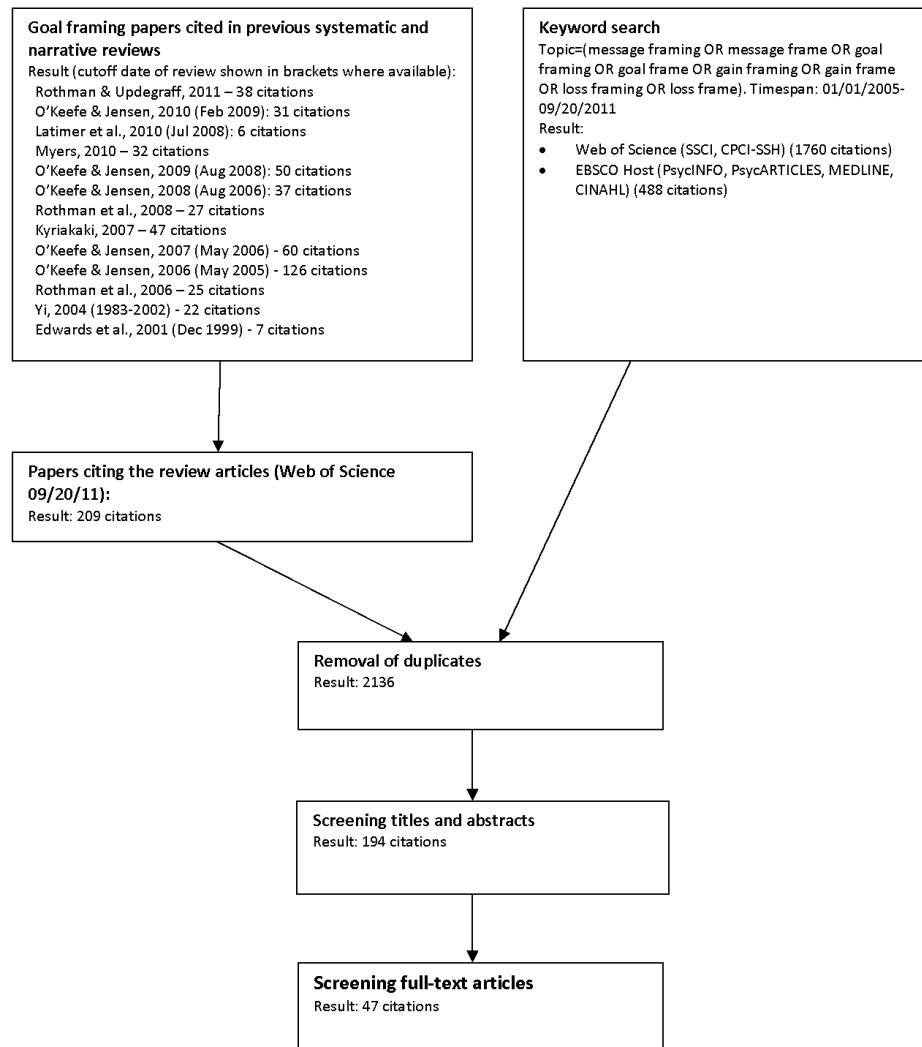 Goal framing papers cited in previous systematic and
narrative reviews
Result (cutoff date of review shown in brackets where available):
Rothman & Updegraff, 2011 – 38 citations
O'Keefe & Jensen, 2010 (Feb 2009): 31 citations
Latimer et al., 2010 (Jul 2008): 6 citations
Myers, 2010 – 32 citations
O'Keefe & Jensen, 2009 (Aug 2008): 50 citations
O'Keefe & Jensen, 2008 (Aug 2006): 37 citations
Rothman et al., 2008 – 27 citations
Kyriakaki, 2007 – 47 citations
O'Keefe & Jensen, 2007 (May 2006) - 60 citations
O'Keefe & Jensen, 2006 (May 2005) - 126 citations
Rothman et al., 2006 – 25 citations
Yi, 2004 (1983-2002) - 22 citations
Edwards et al., 2001 (Dec 1999) - 7 citations
Keyword search
Topic=(message framing OR message frame OR goal
framing OR goal frame OR gain framing OR gain frame
OR loss framing OR loss frame). Timespan: 01/01/2005-
09/20/2011
Result:
• Web of Science (SSCI, CPCI-SSH) (1760 citations)
• EBSCO Host (PsycINFO, PsycARTICLES, MEDLINE,
CINAHL) (488 citations)
Papers citing the review articles (Web of Science
09/20/11):
Result: 209 citations
Removal of duplicates
Result: 2136
Screening titles and abstracts
Result: 194 citations
Screening full-text articles
Result: 47 citations